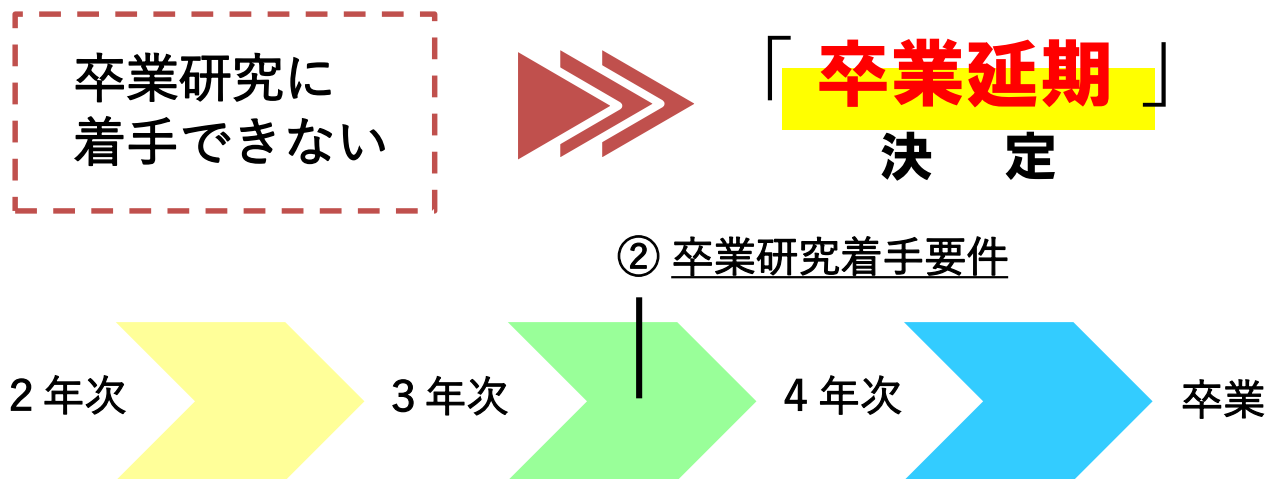 卒業研究に
着手できない
「卒業延期」
決　定
② 卒業研究着手要件
２年次
３年次
４年次
卒業